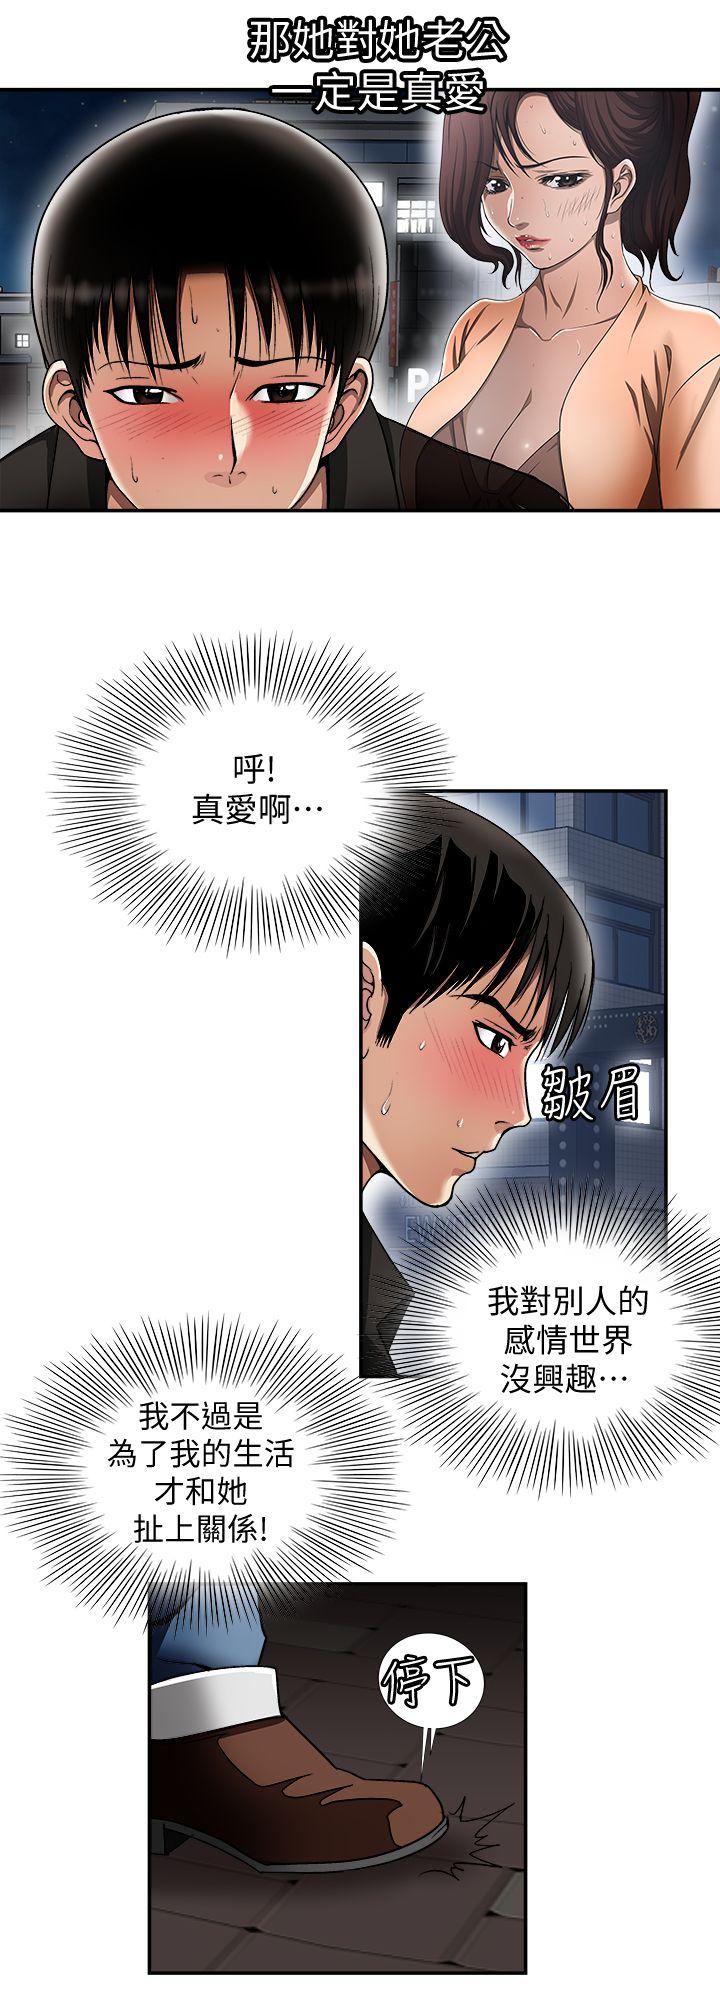 那她對她老公
一定是真愛
PO
呼!
真愛啊⋯
皺眉
我對別人的
感情世界
沒興趣⋯
我不過是
為了我的生活
才和她
扯上關係!
停下